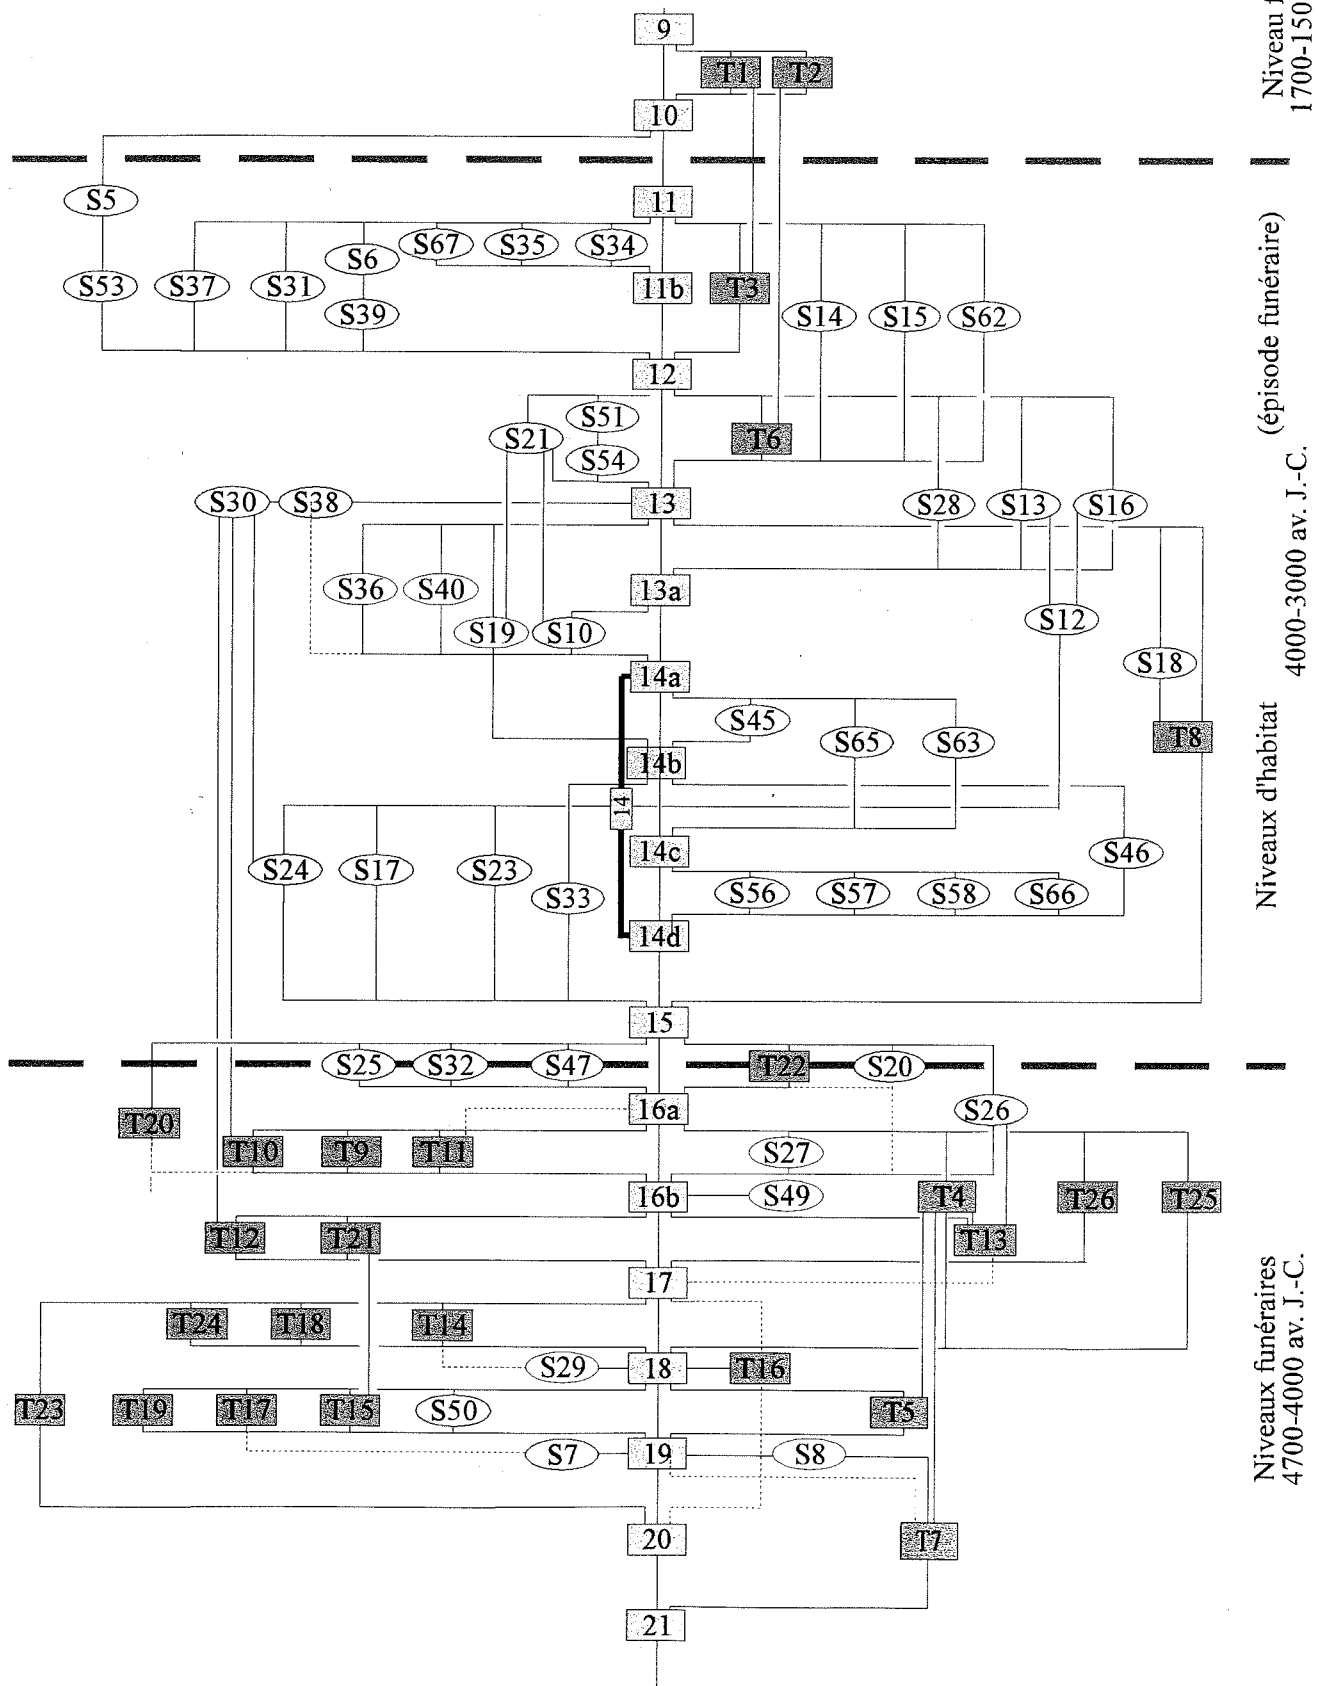 9
T1 T2
10
S5
11
S67 S35 S34
S6
S53 S37 S31 11b T3
S39 S14 S15 S62
12
S51
S21 T6
S54
S30 S38 13 S28 S13 S16
S36 S40 13a
S19 S10 S12
14a S18
S45
S65 S63 T8
14b
14
14c S46
S24 S17 S23
S33 S56 S57 S58 S66
14d
15
S25 S32 S47 T22 S20
16a S26
T20
T10 T9 T11 S27
16b S49 T4 T26 T25
T12 T21 T13
17
T24 T18 T14
S29 18 T16
T23 T19 T17 T15 S50 T5
S7 19 S8
20 T7
21
Niveau f
1700-150
Niveaux d'habitat (épisode funéraire)
4000-3000 av. J.-C.
Niveaux funéraires
4700-4000 av. J.-C.